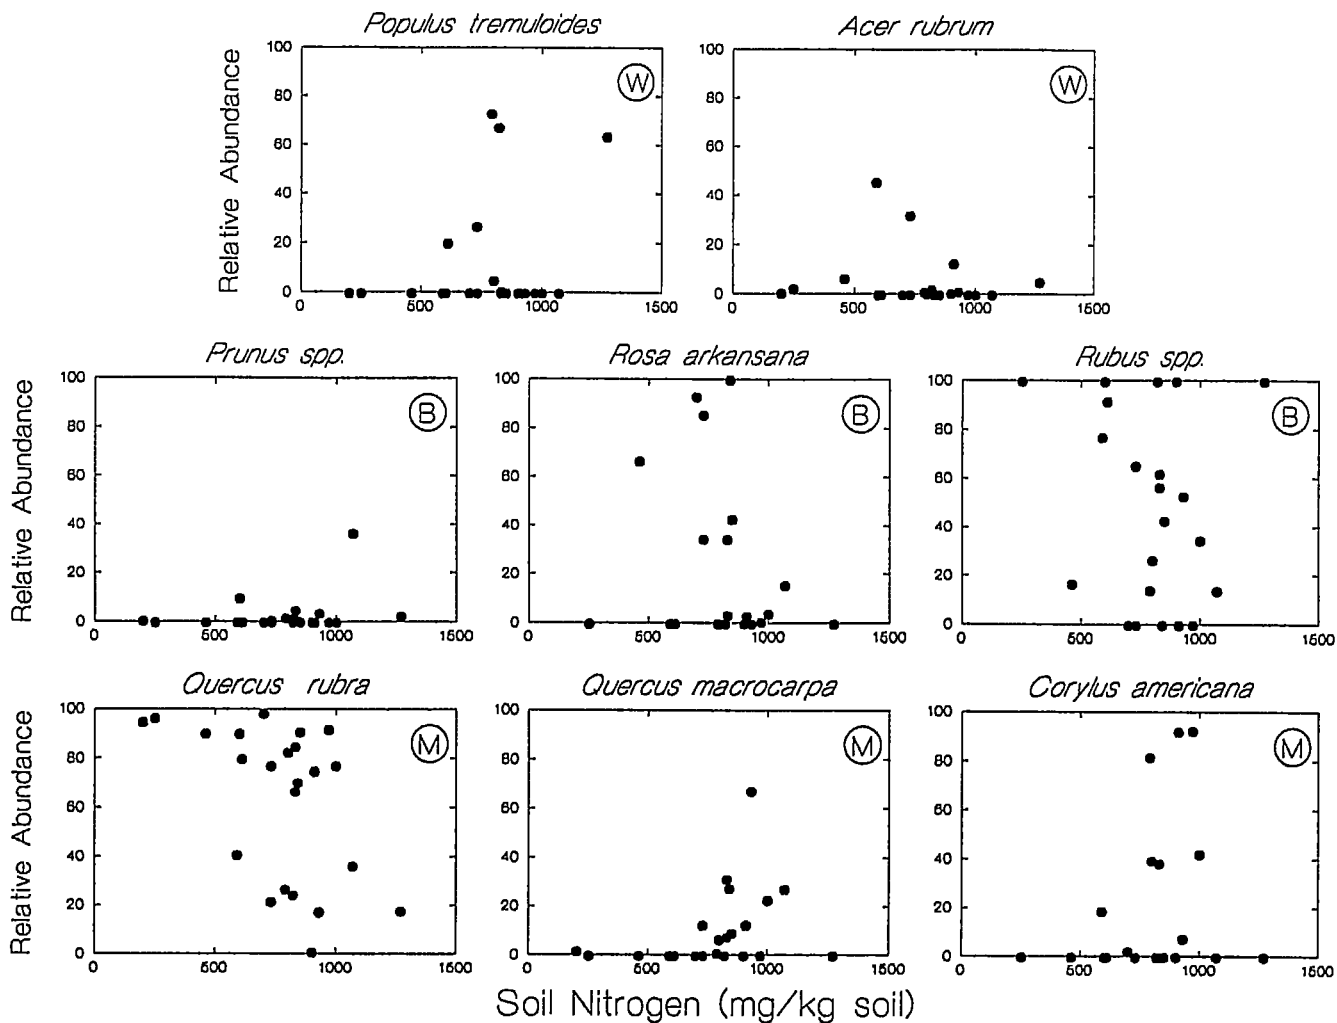 Populus tremuloides
Acer rubrum
Relative Abundance
100
80
60
40
20
0
0 500 1000 1500
W
100
80
60
40
20
0
0 500 1000 1500
W
Prunus spp.
Rosa arkansana
Rubus spp.
Relative Abundance
100
80
60
40
20
0
0 500 1000 1500
B
100
80
60
40
20
0
0 500 1000 1500
B
100
80
60
40
20
0
0 500 1000 1500
B
Quercus rubra
Quercus macrocarpa
Corylus americana
Relative Abundance
100
80
60
40
20
0
0 500 1000 1500
M
100
80
60
40
20
0
0 500 1000 1500
M
100
80
60
40
20
0
0 500 1000 1500
M
Soil Nitrogen (mg/kg soil)